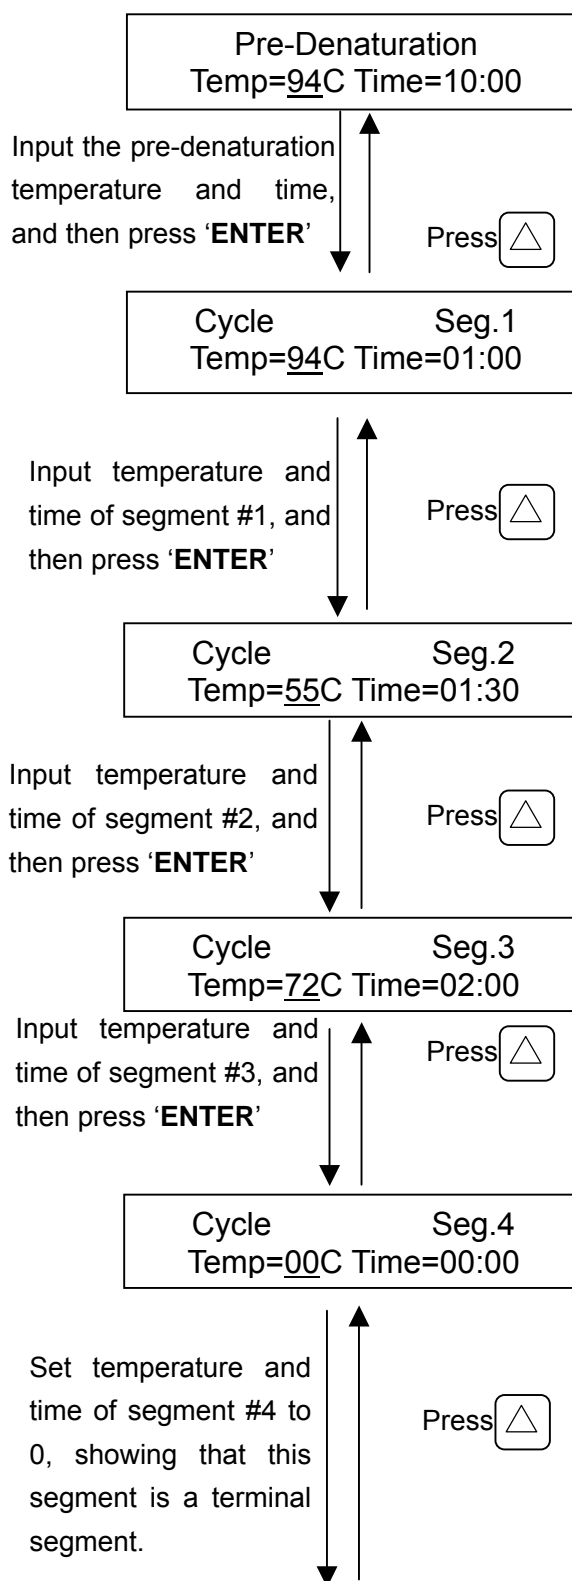 Pre-Denaturation
Temp=94C Time=10:00
Input the pre-denaturation
temperature and time,
and then press ‘ENTER’
Press
Cycle Seg.1
Temp=94C Time=01:00
Input temperature and
time of segment #1, and
then press ‘ENTER’
Press
Cycle Seg.2
Temp=55C Time=01:30
Input temperature and
time of segment #2, and
then press ‘ENTER’
Press
Cycle Seg.3
Temp=72C Time=02:00
Input temperature and
time of segment #3, and
then press ‘ENTER’
Press
Cycle Seg.4
Temp=00C Time=00:00
Set temperature and
time of segment #4 to
0, showing that this
segment is a terminal
segment.
Press